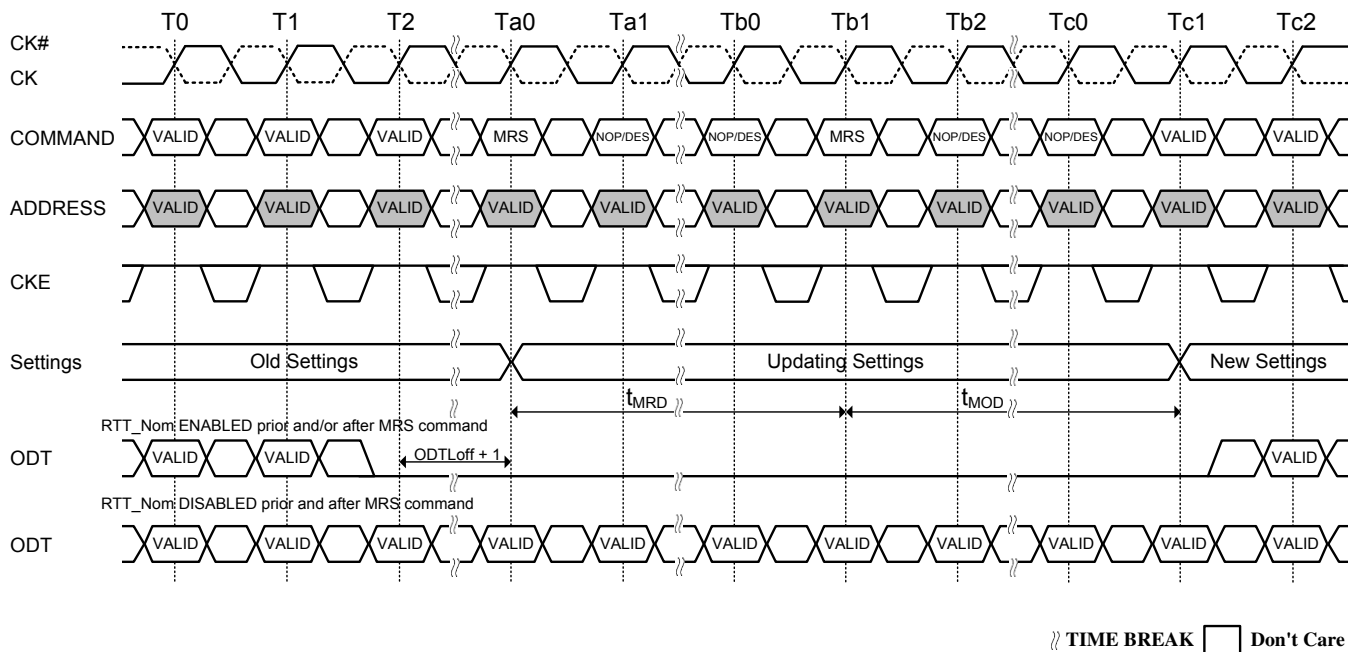 T0 T1 T2 Ta0 Ta1 Tb0 Tb1 Tb2 Tc0 Tc1 Tc2
CK#
CK
COMMAND VALID VALID VALID MRS NOP/DES NOP/DES MRS NOP/DES NOP/DES VALID VALID
ADDRESS VALID VALID VALID VALID VALID VALID VALID VALID VALID VALID VALID
CKE
Settings Old Settings Updating Settings New Settings
tMRD tMOD
RTT_Nom ENABLED prior and/or after MRS command
ODT VALID VALID ODTLoff + 1 VALID
RTT_Nom DISABLED prior and after MRS command
ODT VALID VALID VALID VALID VALID VALID VALID VALID VALID VALID VALID
TIME BREAK Don't Care